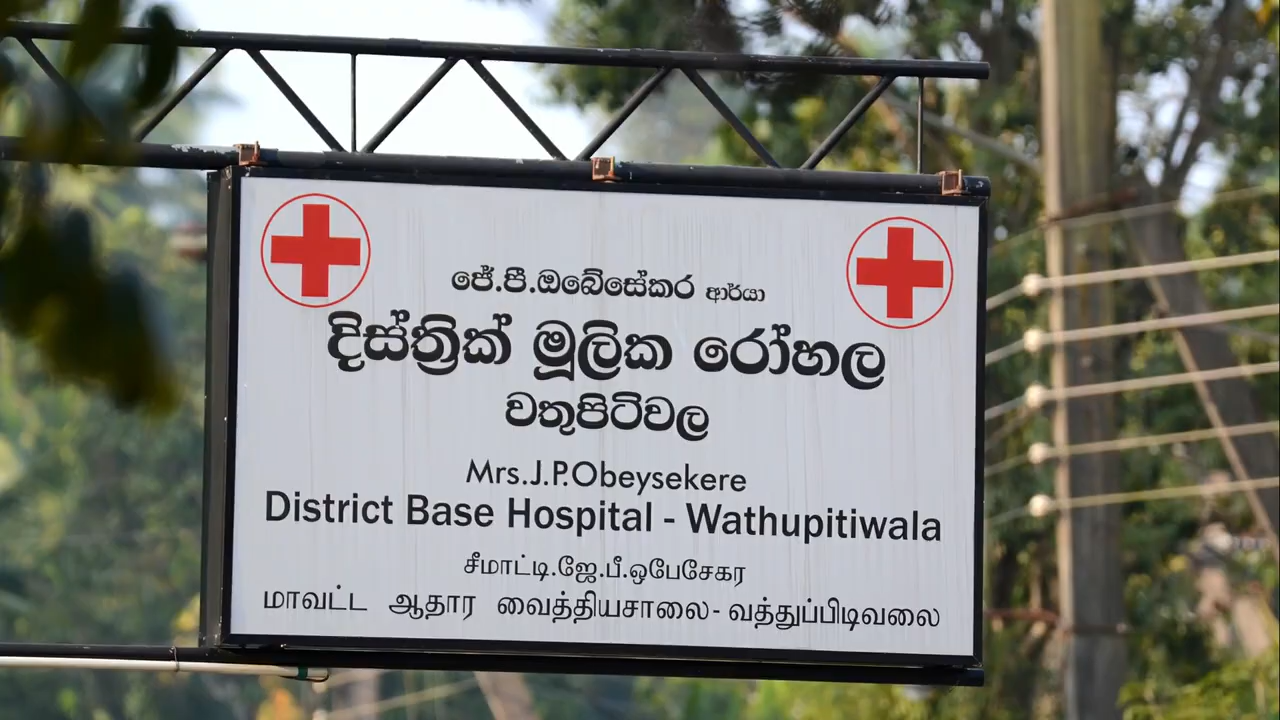 ජේ.පී.ඔබේසේකර ආර්යා
දිස්ත්‍රික් මූලික රෝහල
වතුපිටිවල
Mrs.J.P.Obeysekere
District Base Hospital - Wathupitiwala
சீமாட்டி.ஜே.பீ.ஒபேசேகர
மாவட்ட ஆதார வைத்தியசாலை- வத்துப்பிடிவலை